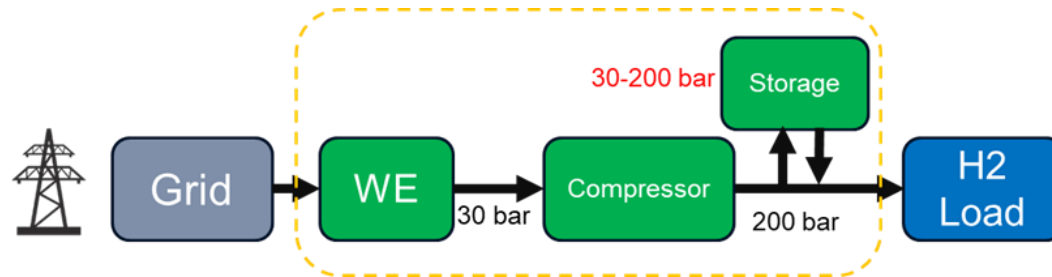 30-200 bar
Storage
Grid
WE
30 bar
Compressor
200 bar
H2
Load